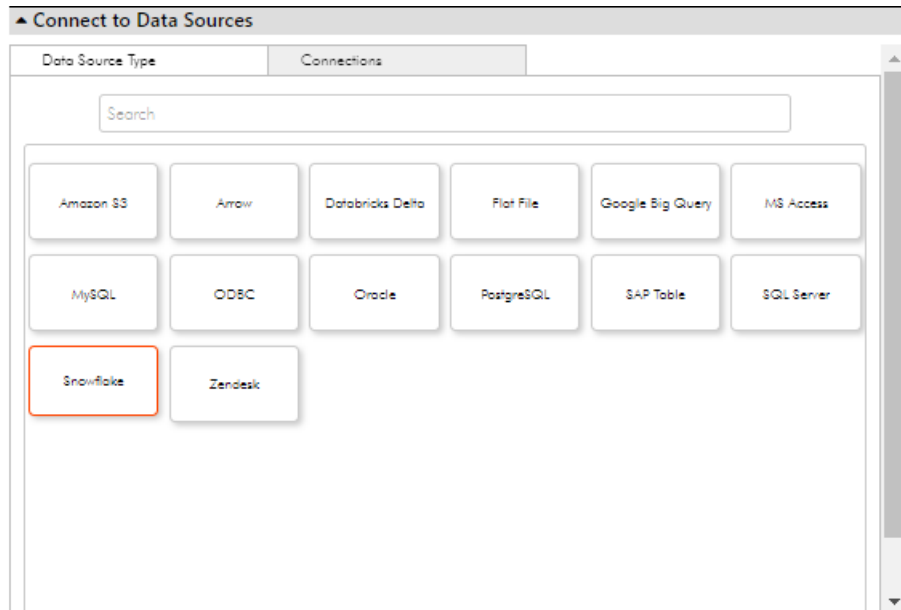 Connect to Data Sources
Data Source Type
Connections
Search
Amazon S3
Arrow
Databricks Delta
Flat File
Google Big Query
MS Access
MySQL
ODBC
Oracle
PostgreSQL
SAP Table
SQL Server
Snowflake
Zendesk